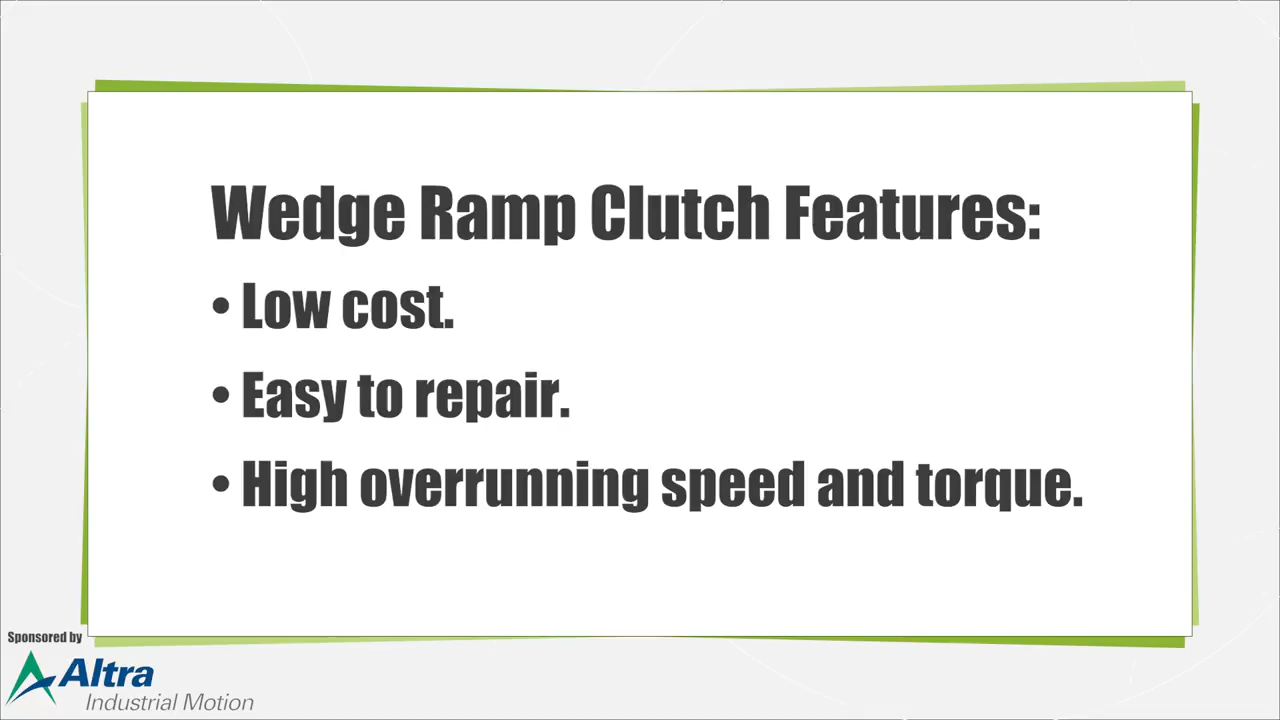 Wedge Ramp Clutch Features:
• Low cost.
• Easy to repair.
• High overrunning speed and torque.
Sponsored by
Altra
Industrial Motion